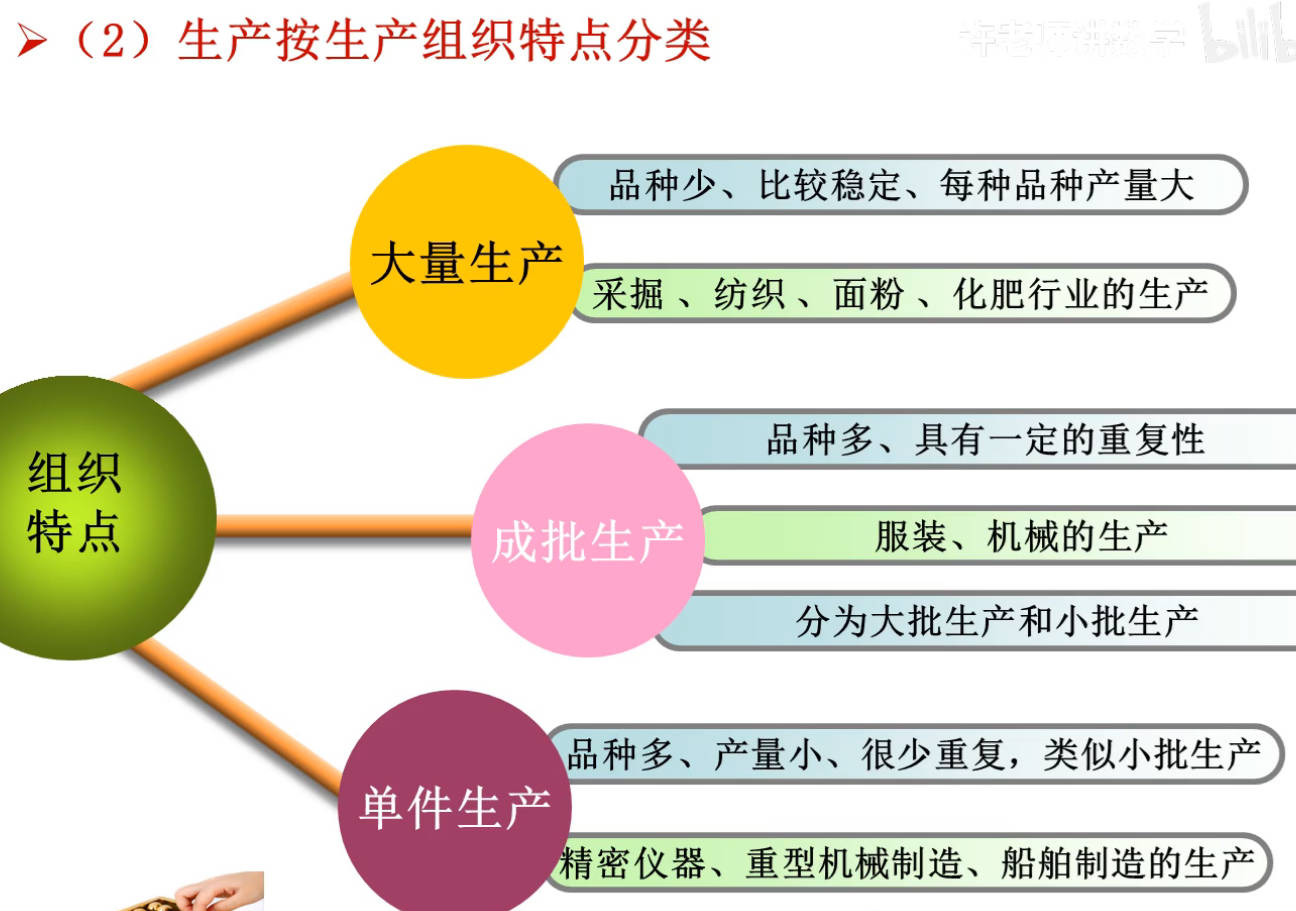 （2）生产按生产组织特点分类
bilib
大量生产
品种少、比较稳定、每种品种产量大
采掘 、纺织 、面粉 、化肥行业的生产
组织
特点
成批生产
品种多、具有一定的重复性
服装、机械的生产
分为大批生产和小批生产
单件生产
品种多、产量小、很少重复，类似小批生产
精密仪器、重型机械制造、船舶制造的生产